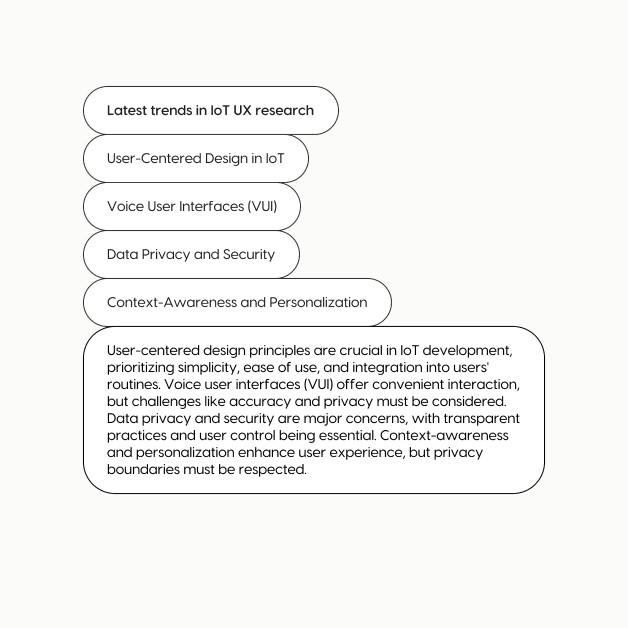 Latest trends in IoT UX research
User-Centered Design in IoT
Voice User Interfaces (VUI)
Data Privacy and Security
Context-Awareness and Personalization
User-centered design principles are crucial in IoT development,
prioritizing simplicity, ease of use, and integration into users'
routines. Voice user interfaces (VUI) offer convenient interaction,
but challenges like accuracy and privacy must be considered.
Data privacy and security are major concerns, with transparent
practices and user control being essential. Context-awareness
and personalization enhance user experience, but privacy
boundaries must be respected.